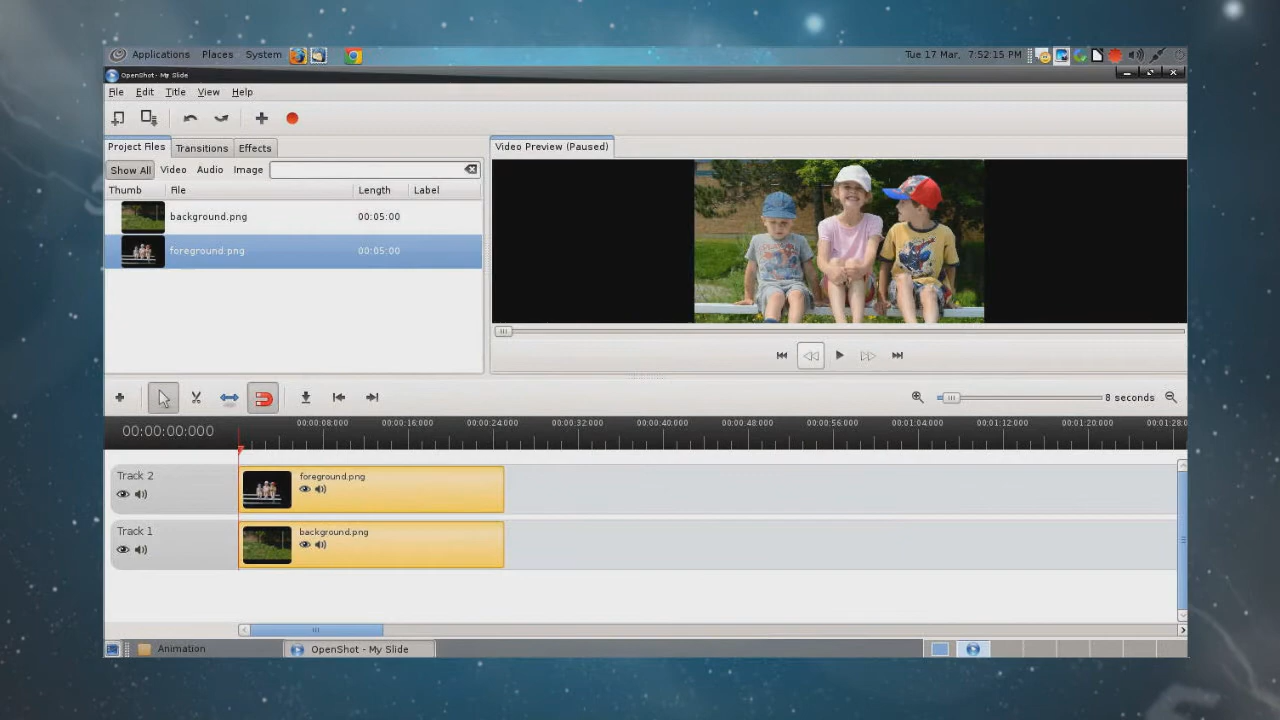 Applications Places System Tue 17 Mar, 7:52:15 PM
OpenShot - My Slide
File Edit Title View Help
Project Files Transitions Effects Video Preview (Paused)
Show All Video Audio Image
Thumb File Length Label
background.png 00:05:00
foreground.png 00:05:00
8 seconds
00:00:00:000 00:00:08:000 00:00:16:000 00:00:24:000 00:00:32:000 00:00:40:000 00:00:48:000 00:00:56:000 00:01:04:000 00:01:12:000 00:01:20:000 00:01:28:0
Track 2 foreground.png
Track 1 background.png
Animation OpenShot - My Slide